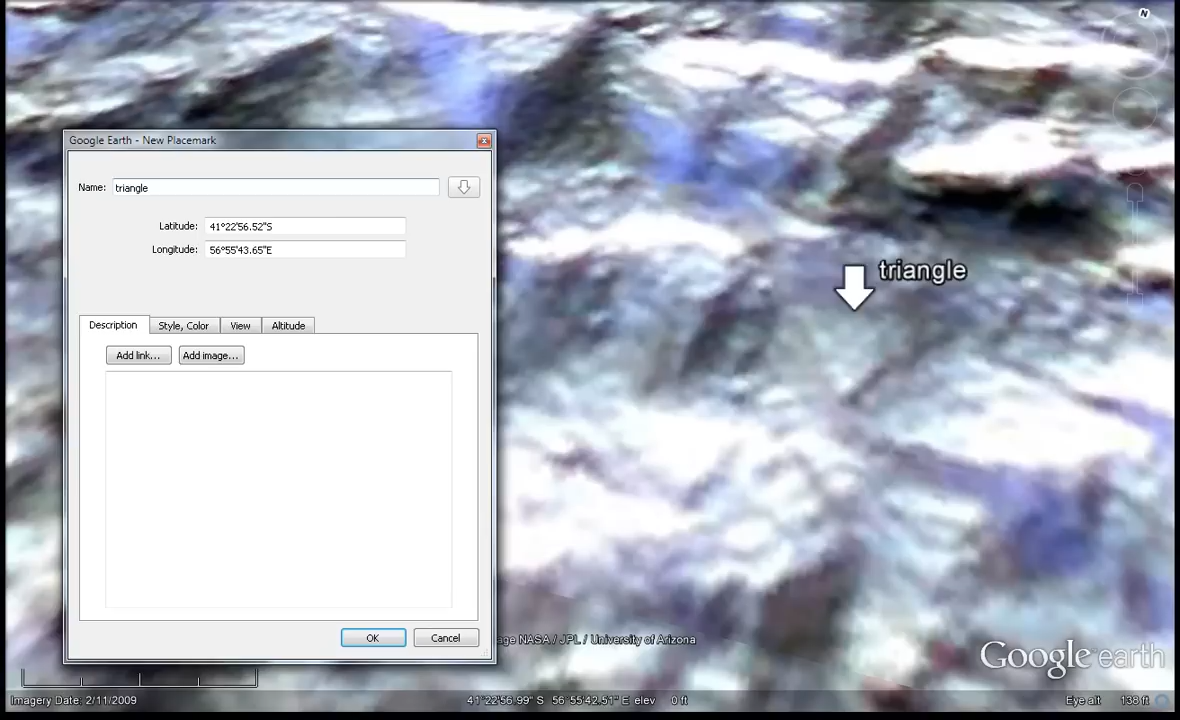 N
Google Earth - New Placemark
Name: triangle
Latitude: 41°22'56.52"S
Longitude: 56°55'43.65"E
triangle
Description Style, Color View Altitude
Add link... Add image...
OK Cancel
age NASA / JPL / University of Arizona
Google earth
Imagery Date: 2/11/2009 41°22'56.99" S 56°55'42.51" E elev 0 ft Eye alt 138 ft